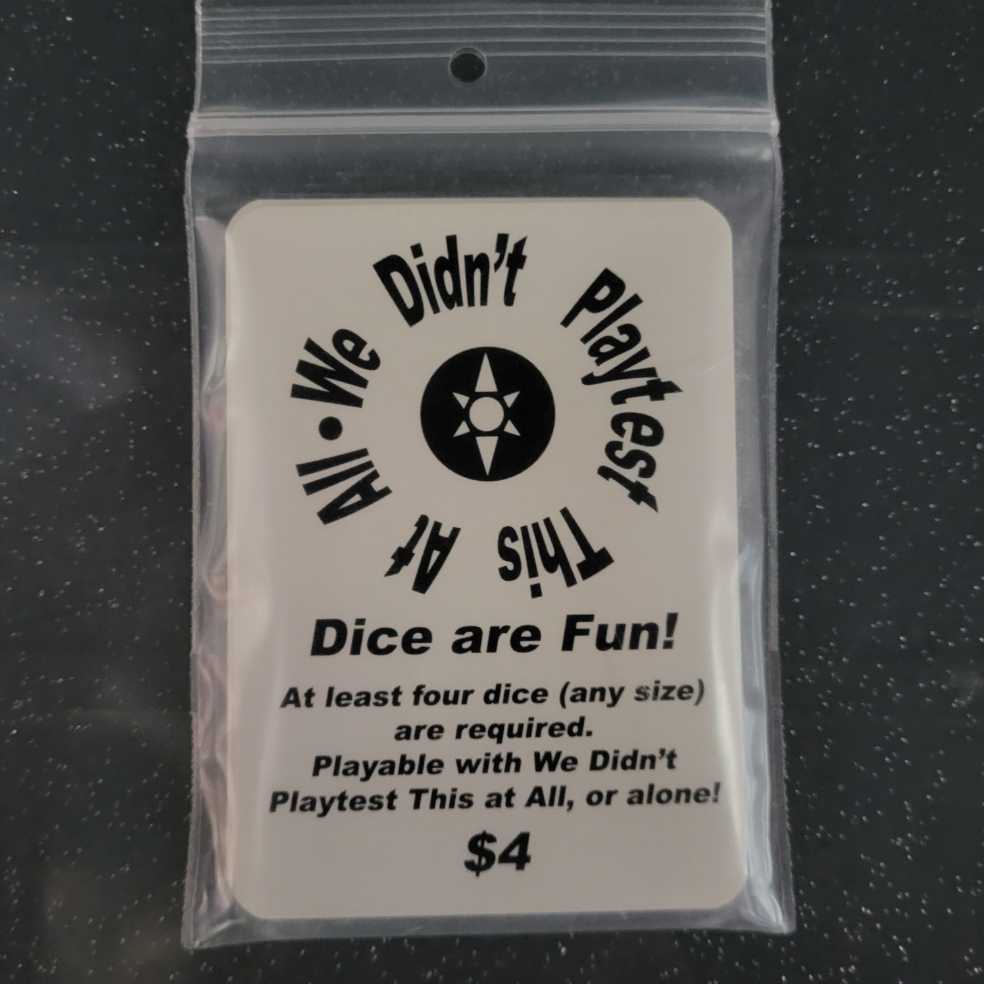 We Didn't Playtest This At All •
Dice are Fun!
At least four dice (any size)
are required.
Playable with We Didn't
Playtest This at All, or alone!
$4